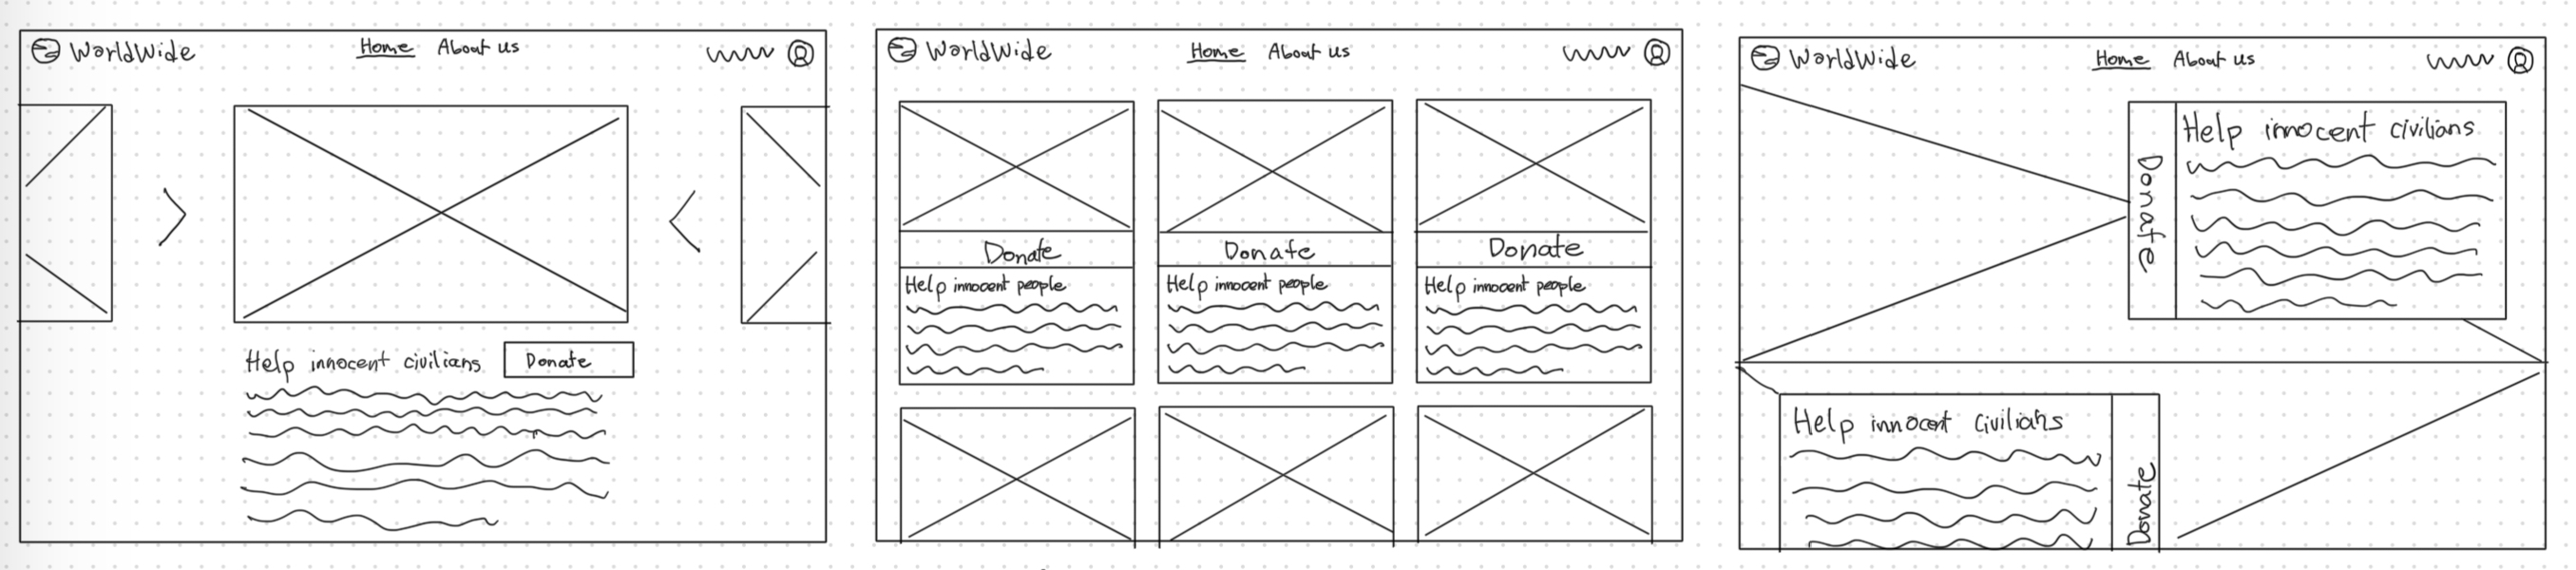 WorldWide Home About us
Help innocent civilians Donate
WorldWide Home About us
Donate Donate Donate
Help innocent people Help innocent people Help innocent people
WorldWide Home About us
Help innocent civilians
Donate
Help innocent civilians
Donate